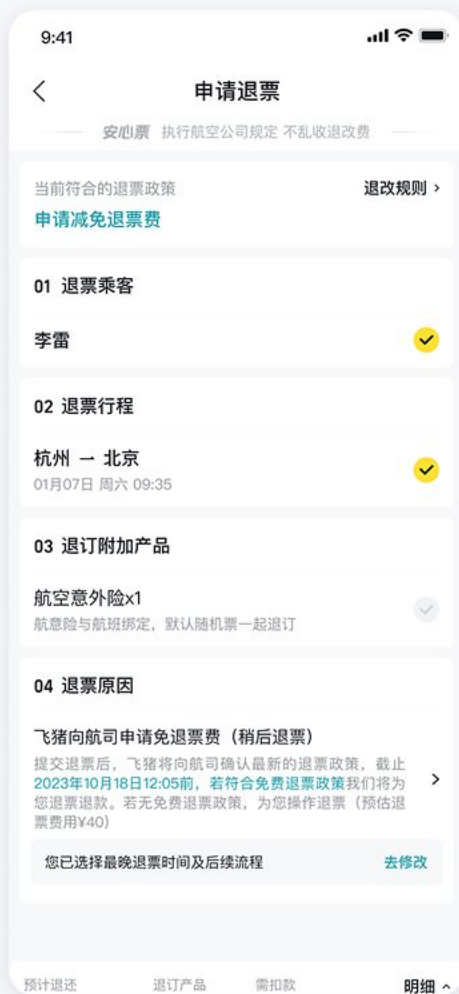 9:41
申请退票
安心票 执行航空公司规定 不乱收退改费
当前符合的退票政策
退改规则
申请减免退票费
01 退票乘客
李雷
02 退票行程
杭州 → 北京
01月07日 周六 09:35
03 退订附加产品
航空意外险x1
航意险与航班绑定，默认随机票一起退订
04 退票原因
飞猪向航司申请免退票费（稍后退票）
提交退票后，飞猪将向航司确认最新的退票政策，截止
2023年10月18日12:05前，若符合免费退票政策我们将为
您退票退款。若无免费退票政策，为您操作退票（预估退
票费用¥40）
您已选择最晚退票时间及后续流程
去修改
预计退还 退订产品 需扣款 明细